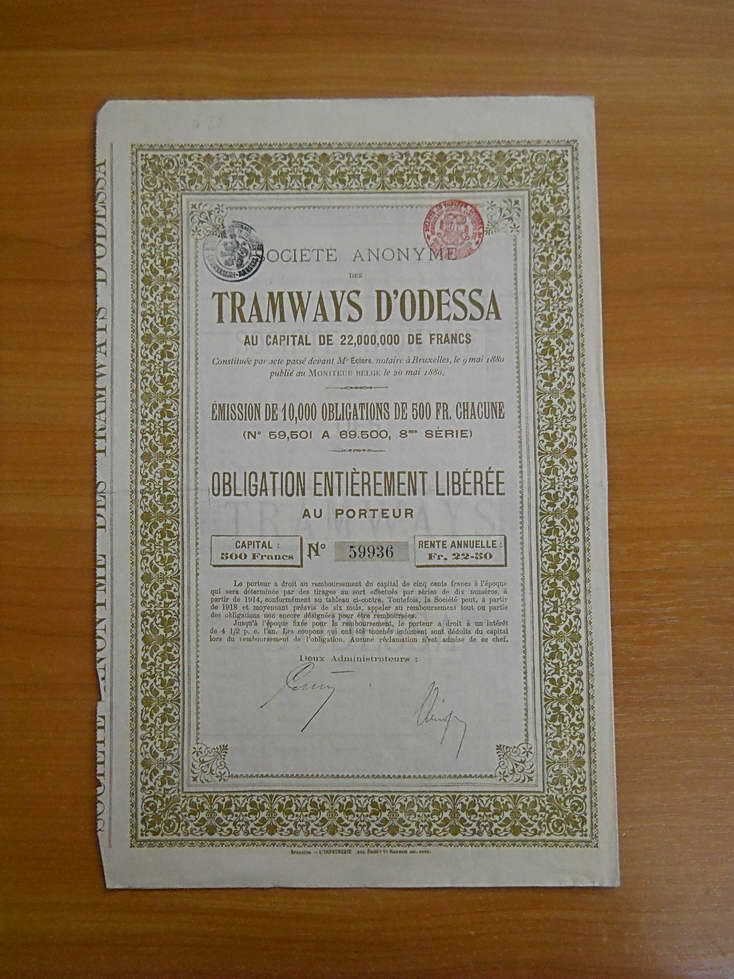 SOCIÉTÉ ANONYME DES TRAMWAYS D'ODESSA
SOCIÉTÉ ANONYME
DES
TRAMWAYS D'ODESSA
AU CAPITAL DE 22,000,000 DE FRANCS
Constituée par acte passé devant Me Eetors, notaire à Bruxelles, le 9 mai 1880
publié au MONITEUR BELGE le 20 mai 1880.
ÉMISSION DE 10,000 OBLIGATIONS DE 500 FR. CHACUNE
(Nos 59,501 A 69.500, 8me SÉRIE)
OBLIGATION ENTIÈREMENT LIBÉRÉE
AU PORTEUR
CAPITAL :
500 Francs
No 59936
RENTE ANNUELLE :
Fr. 22-50
Le porteur a droit au remboursement du capital de cinq cents francs à l'époque
qui sera déterminée par des tirages au sort effectués par séries de dix numéros, à
partir de 1914, conformément au tableau ci-contre. Toutefois, la Société peut, à partir
de 1918 et moyennant préavis de six mois, appeler au remboursement tout ou partie
des obligations non encore désignées pour être remboursées.
Jusqu'à l'époque fixée pour le remboursement, le porteur a droit à un intérêt
de 4 1/2 p. c. l'an. Les coupons qui ont été touchés indûment sont déduits du capital
lors du remboursement de l'obligation. Aucune réclamation n'est admise de ce chef.
Deux Administrateurs :
TRAMWAYS
Bruxelles — L'IMPRIMERIE